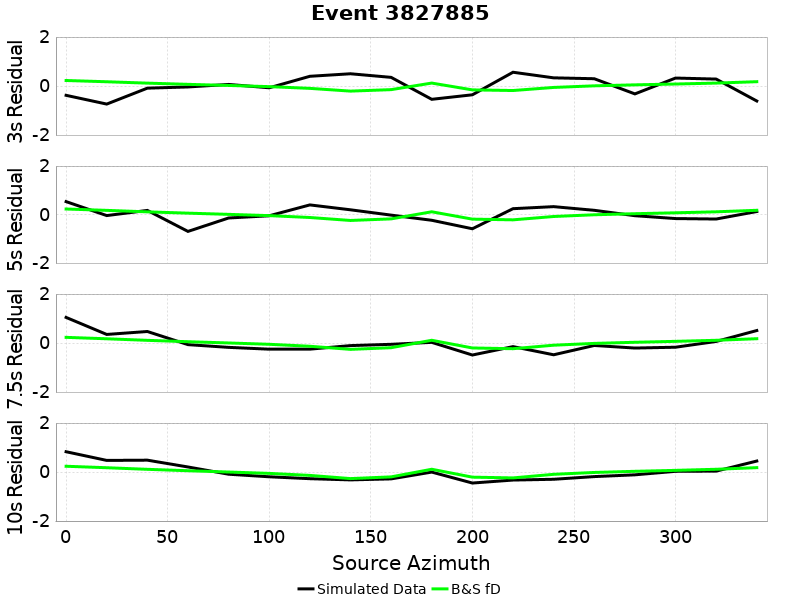 Event 3827885
3s Residual
2
0
-2
5s Residual
2
0
-2
7.5s Residual
2
0
-2
10s Residual
2
0
-2
0 50 100 150 200 250 300
Source Azimuth
Simulated Data B&S fD